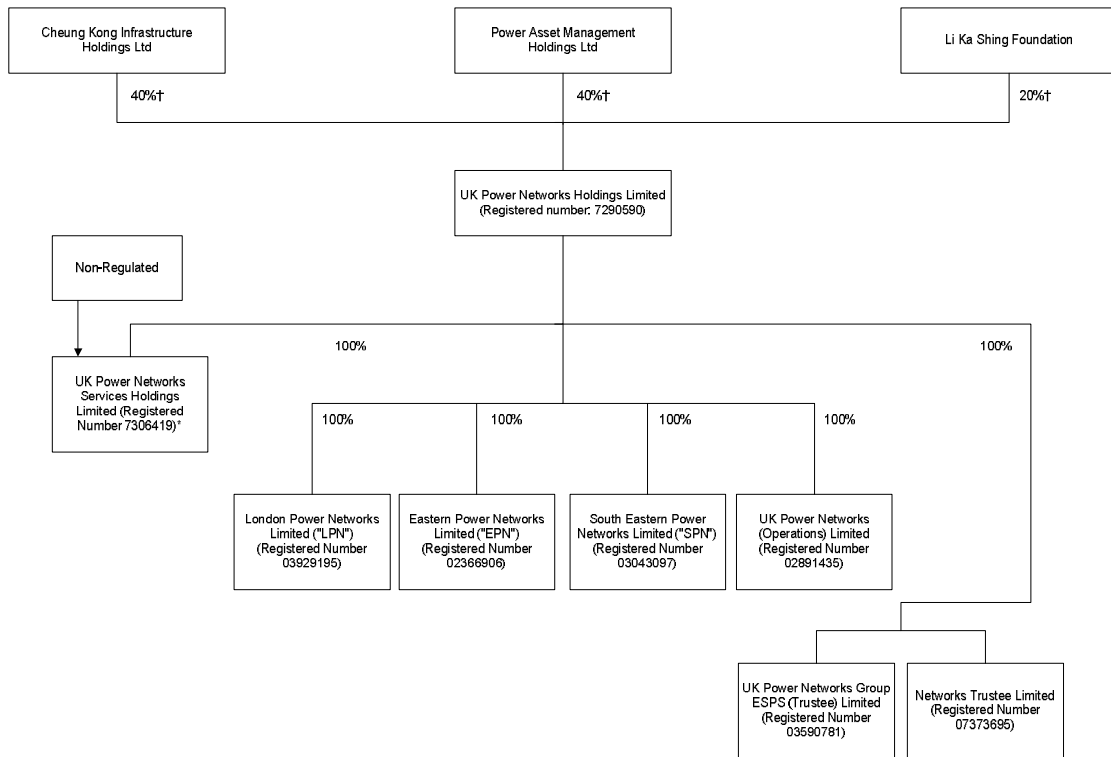 Cheung Kong Infrastructure
Holdings Ltd
Power Asset Management
Holdings Ltd
Li Ka Shing Foundation
40%†
40%†
20%†
UK Power Networks Holdings Limited
(Registered number: 7290590)
Non-Regulated
100%
100%
UK Power Networks
Services Holdings
Limited (Registered
Number 7306419)*
100%
100%
100%
100%
London Power Networks
Limited ("LPN")
(Registered Number
03929195)
Eastern Power Networks
Limited ("EPN")
(Registered Number
02366906)
South Eastern Power
Networks Limited ("SPN")
(Registered Number
03043097)
UK Power Networks
(Operations) Limited
(Registered Number
02891435)
UK Power Networks Group
ESPS (Trustee) Limited
(Registered Number
03590781)
Networks Trustee Limited
(Registered Number
07373695)